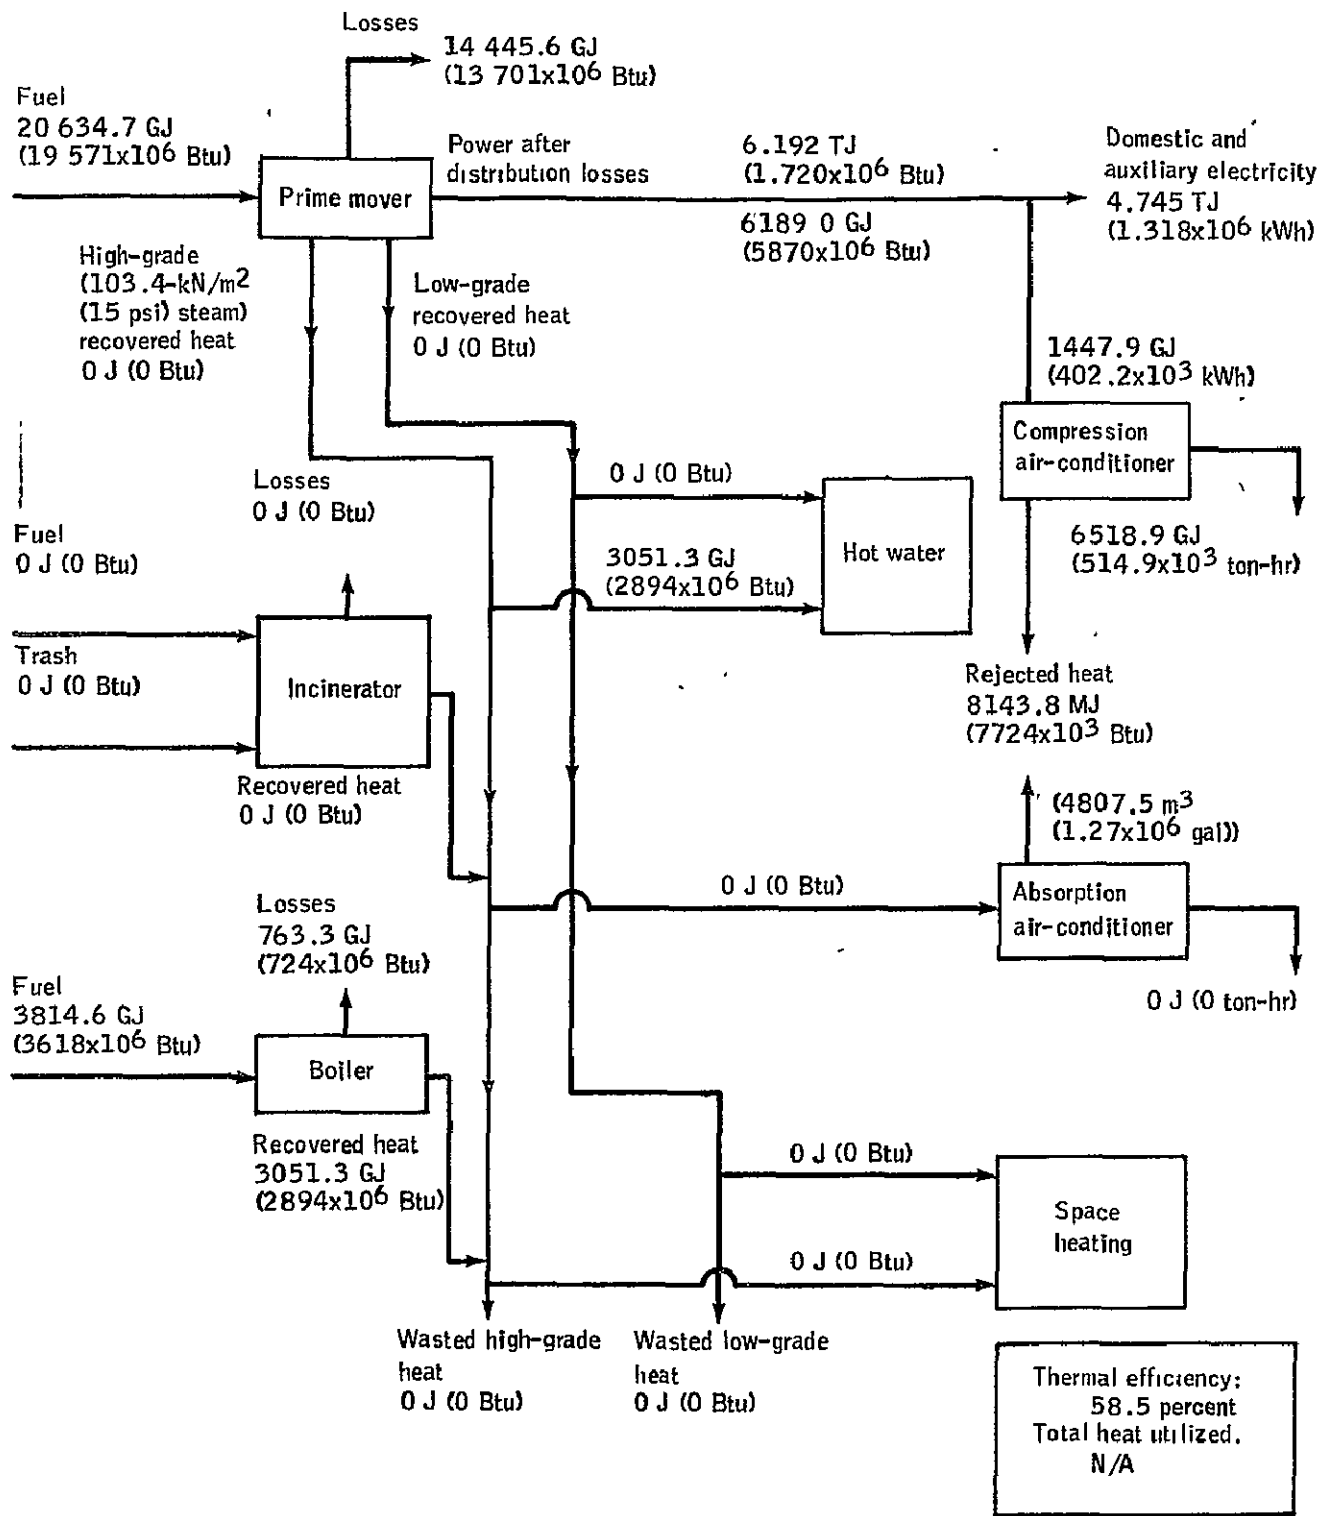 Losses
14 445.6 GJ
(13 701x10⁶ Btu)
Fuel
20 634.7 GJ
(19 571x10⁶ Btu)
Prime mover
Power after
distribution losses
6.192 TJ
(1.720x10⁶ Btu)
6189 0 GJ
(5870x10⁶ Btu)
Domestic and
auxiliary electricity
4.745 TJ
(1.318x10⁶ kWh)
High-grade
(103.4-kN/m²
(15 psi) steam)
recovered heat
0 J (0 Btu)
Low-grade
recovered heat
0 J (0 Btu)
1447.9 GJ
(402.2x10³ kWh)
Compression
air-conditioner
6518.9 GJ
(514.9x10³ ton-hr)
Losses
0 J (0 Btu)
0 J (0 Btu)
3051.3 GJ
(2894x10⁶ Btu)
Hot water
Fuel
0 J (0 Btu)
Trash
0 J (0 Btu)
Incinerator
Recovered heat
0 J (0 Btu)
Rejected heat
8143.8 MJ
(7724x10³ Btu)
(4807.5 m³
(1.27x10⁶ gal))
0 J (0 Btu)
Absorption
air-conditioner
0 J (0 ton-hr)
Losses
763.3 GJ
(724x10⁶ Btu)
Fuel
3814.6 GJ
(3618x10⁶ Btu)
Boiler
Recovered heat
3051.3 GJ
(2894x10⁶ Btu)
0 J (0 Btu)
0 J (0 Btu)
Space
heating
Wasted high-grade
heat
0 J (0 Btu)
Wasted low-grade
heat
0 J (0 Btu)
Thermal efficiency:
58.5 percent
Total heat utilized.
N/A